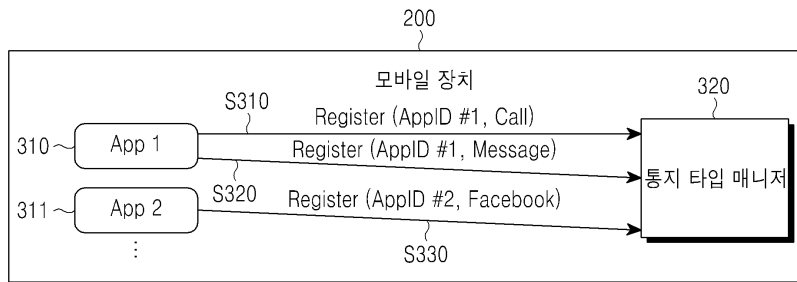 200
모바일 장치
S310
Register (AppID #1, Call)
320
310
App 1
Register (AppID #1, Message)
통지 타입 매니저
S320
311
App 2
Register (AppID #2, Facebook)
S330
⋮